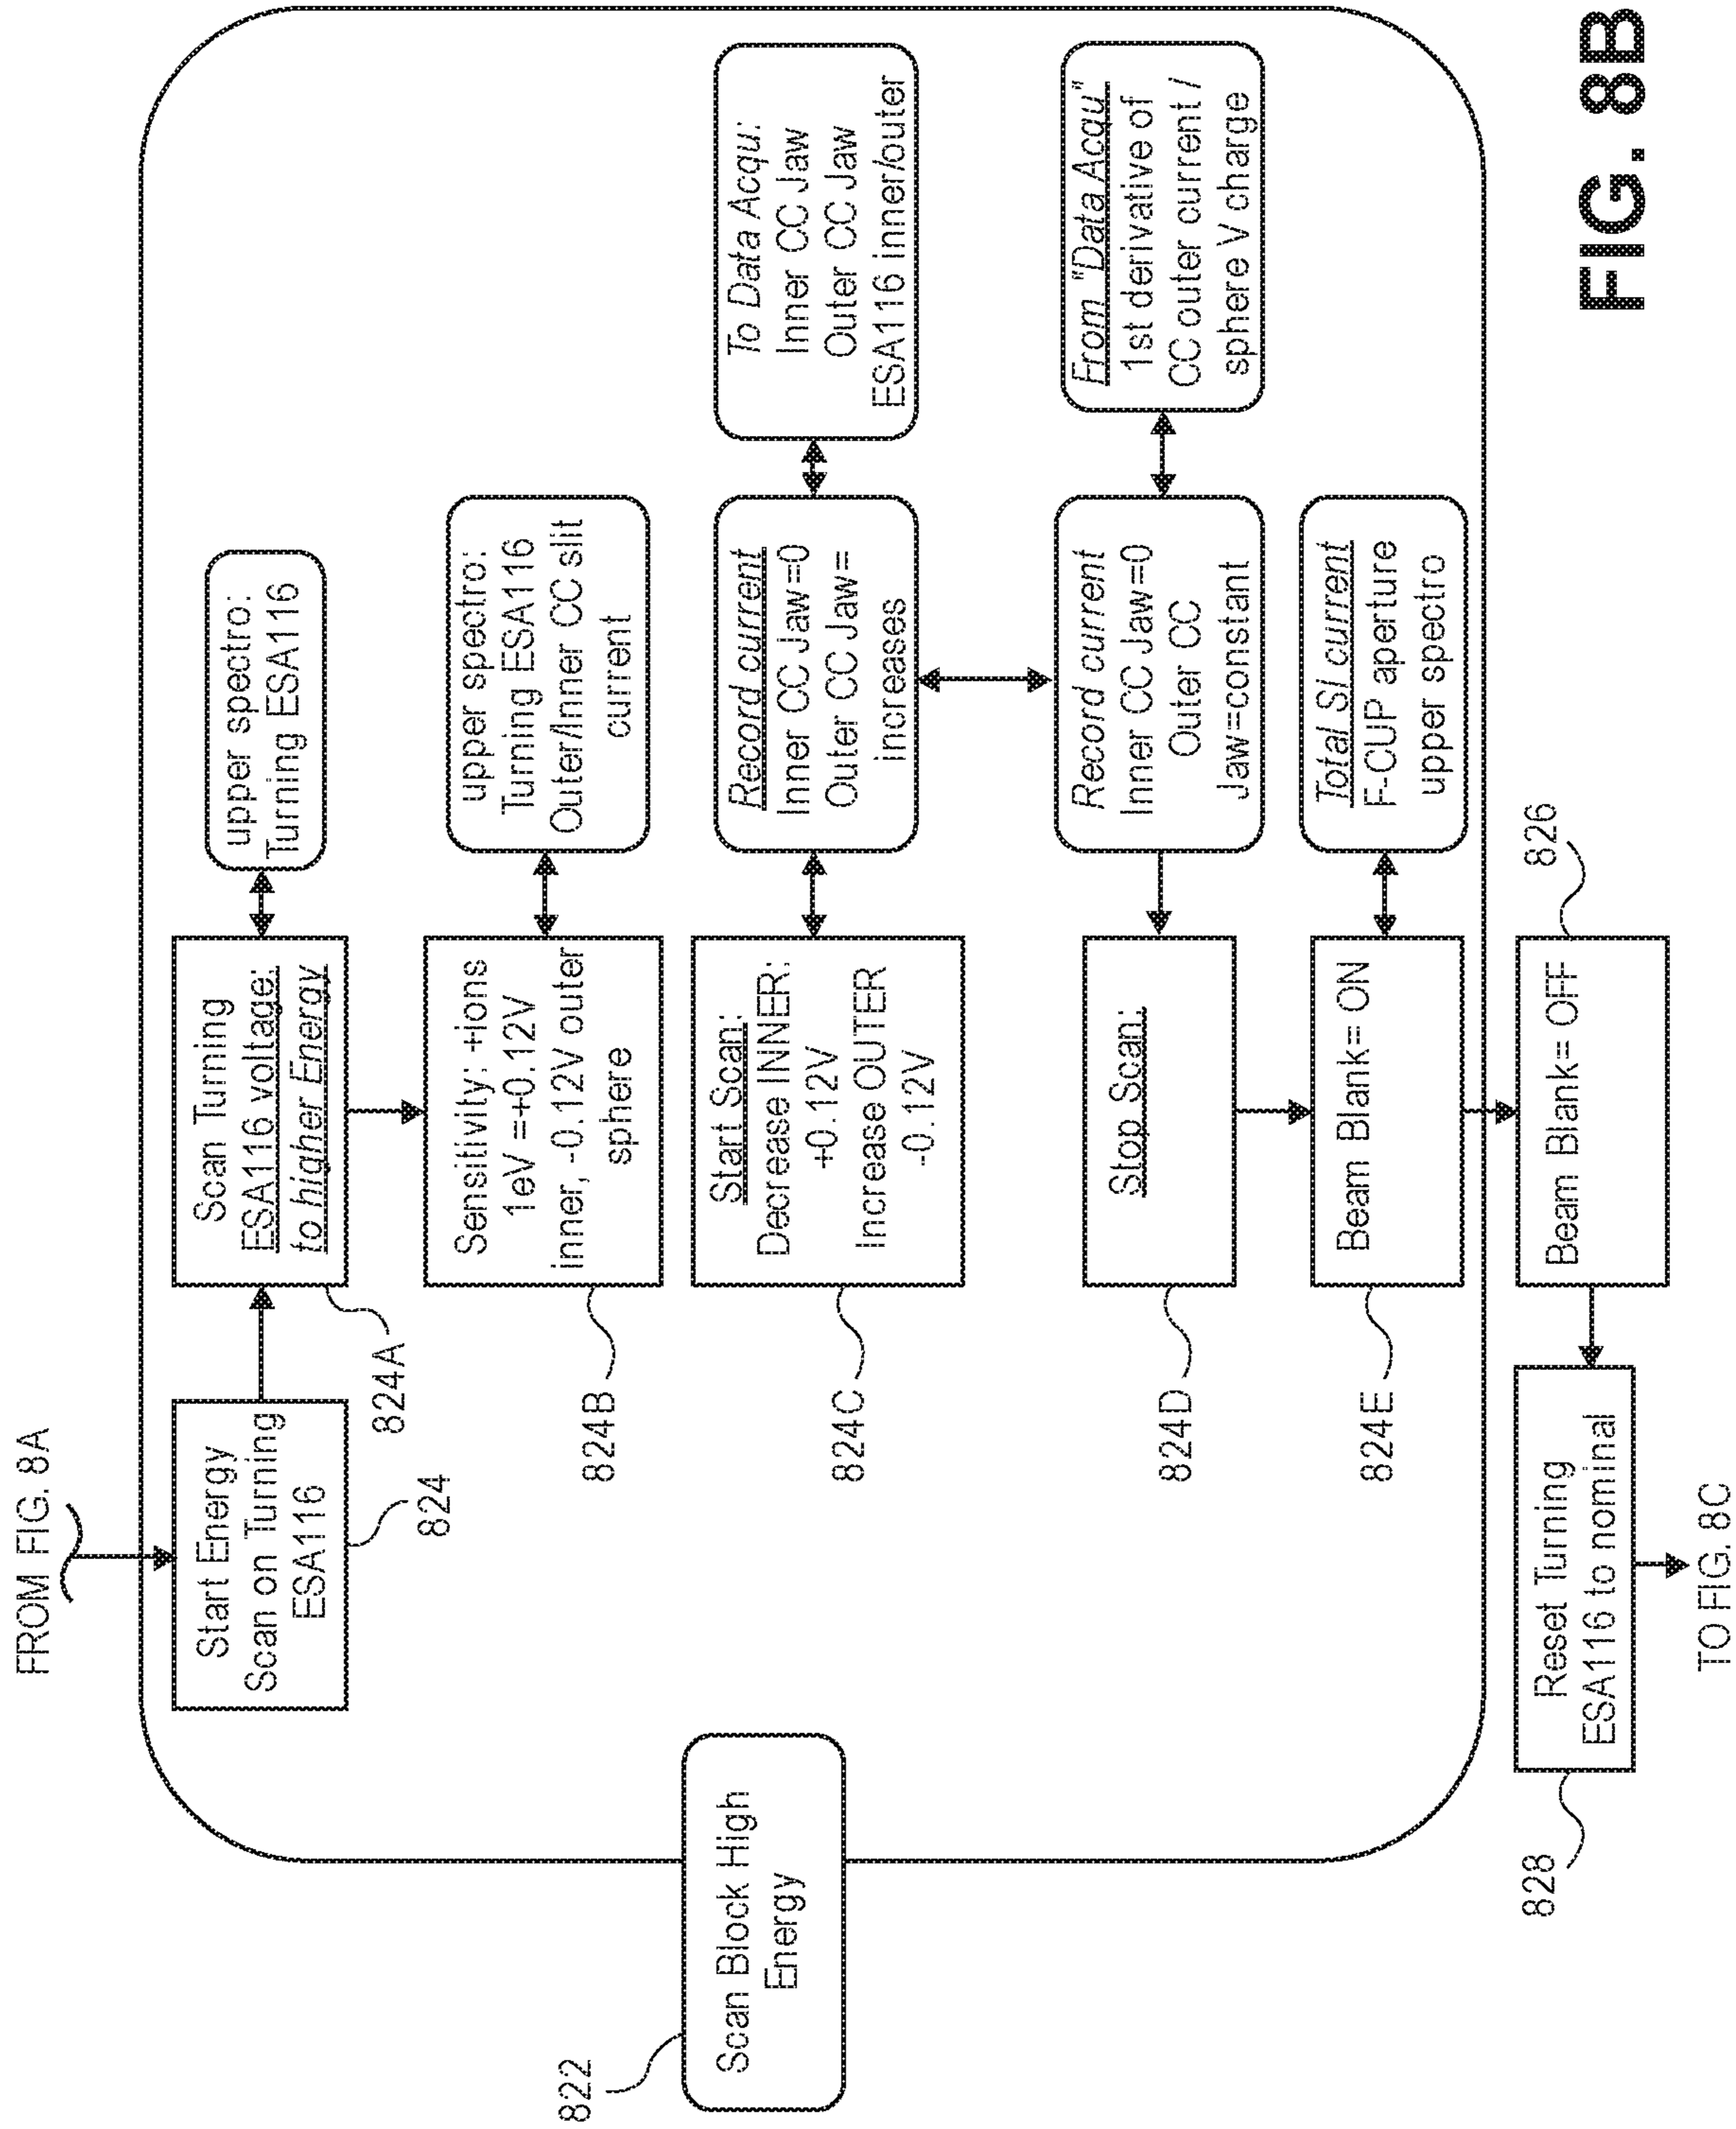 FROM FIG. 8A
Start Energy
Scan on Turning
ESA116
824
Scan Turning
ESA116 voltage:
to higher Energy
824A
upper spectro:
Turning ESA116
Sensitivity: +ions
1eV =+0.12V
inner, -0.12V outer
sphere
824B
upper spectro:
Turning ESA116
Outer/Inner CC slit
current
Start Scan:
Decrease INNER:
+0.12V
Increase OUTER
-0.12V
824C
Record current
Inner CC Jaw=0
Outer CC Jaw=
increases
To Data Acqu:
Inner CC Jaw
Outer CC Jaw
ESA116 inner/outer
Stop Scan:
824D
Record current
Inner CC Jaw=0
Outer CC
Jaw=constant
From "Data Acqu"
1st derivative of
CC outer current /
sphere V charge
Beam Blank= ON
824E
Total SI current
F-CUP aperture
upper spectro
Scan Block High
Energy
822
Beam Blank= OFF
826
Reset Turning
ESA116 to nominal
828
TO FIG. 8C
FIG. 8B